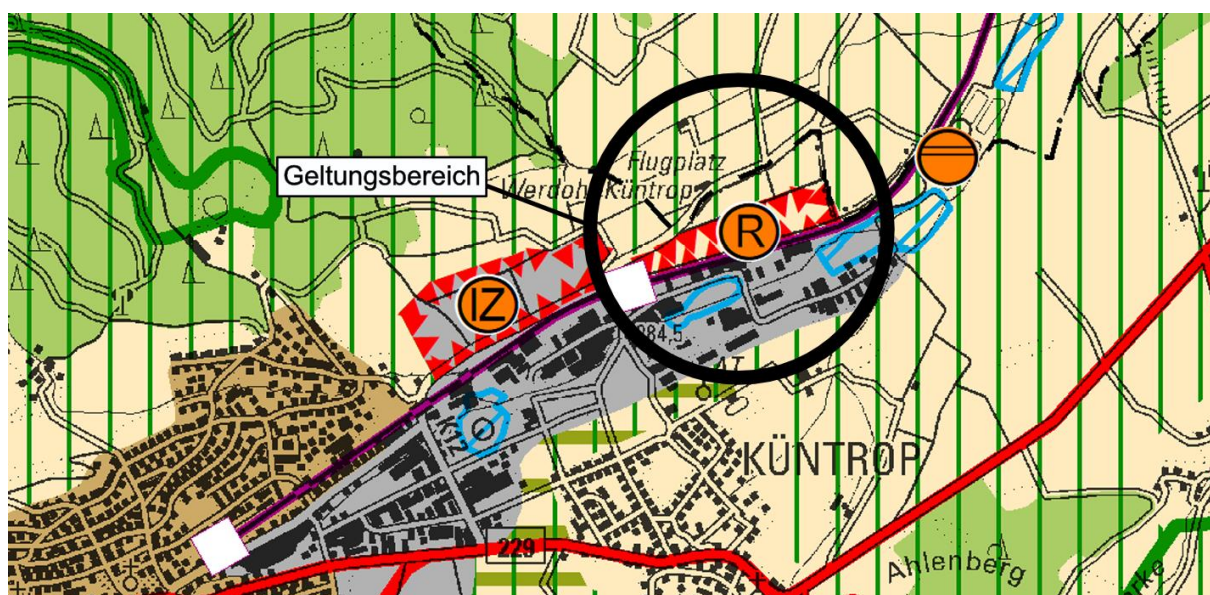 Flugplatz
Geltungsbereich
Werdohl-Küntrop
R
IZ
284,5
KÜNTROP
229
Ahlenberg